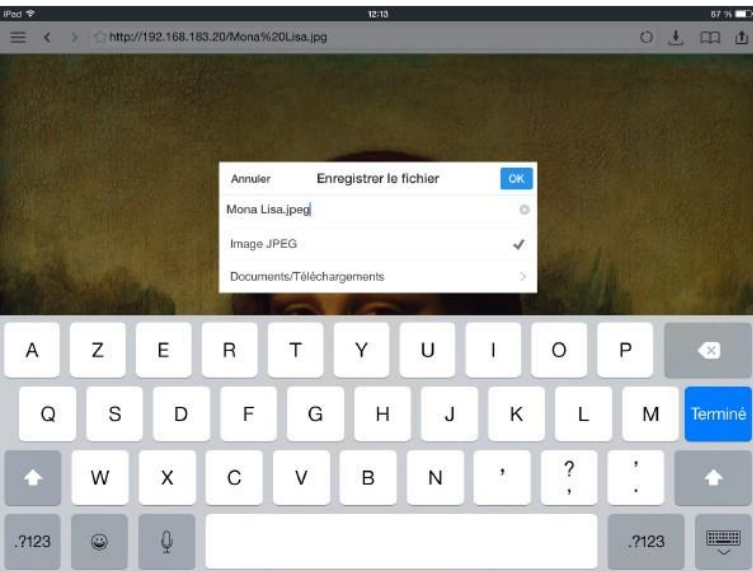 iPad 12:13 67 %
http://192.168.183.20/Mona%20Lisa.jpg
Annuler Enregistrer le fichier OK
Mona Lisa.jpeg
Image JPEG
Documents/Téléchargements
A Z E R T Y U I O P
Q S D F G H J K L M Terminé
W X C V B N ' ? , ' .
.?123 .?123